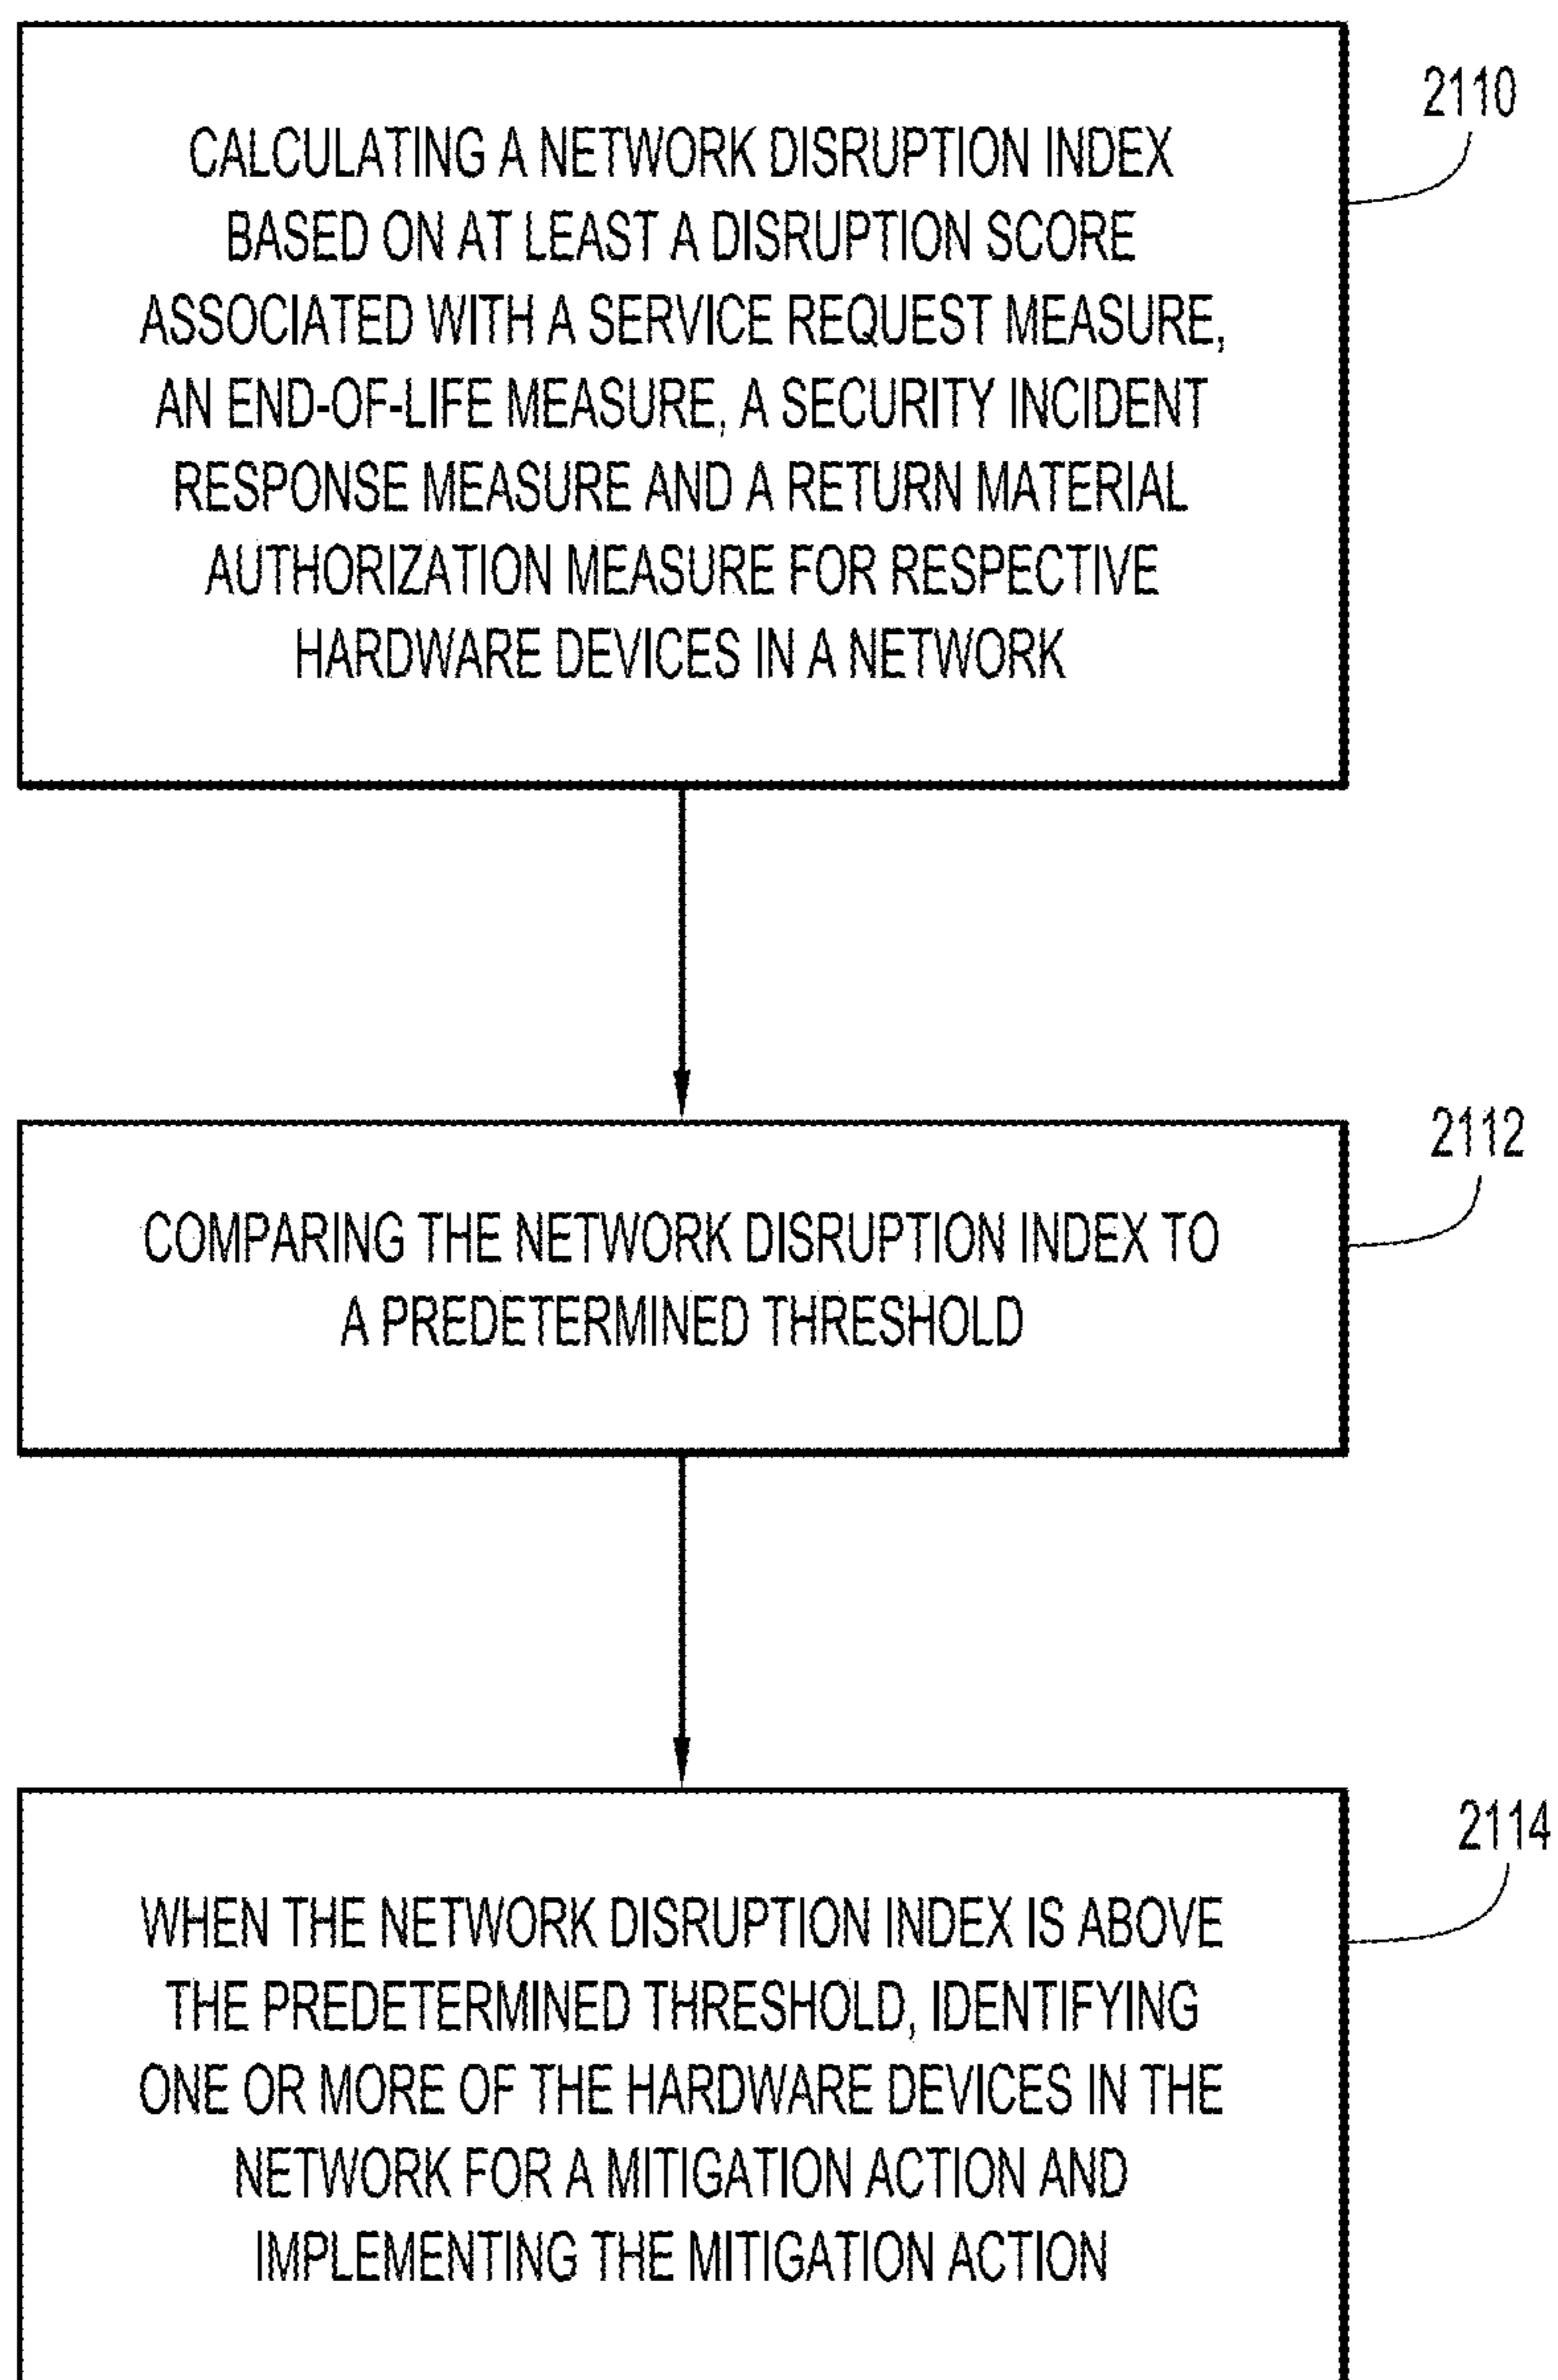 CALCULATING A NETWORK DISRUPTION INDEX
BASED ON AT LEAST A DISRUPTION SCORE
ASSOCIATED WITH A SERVICE REQUEST MEASURE,
AN END-OF-LIFE MEASURE, A SECURITY INCIDENT
RESPONSE MEASURE AND A RETURN MATERIAL
AUTHORIZATION MEASURE FOR RESPECTIVE
HARDWARE DEVICES IN A NETWORK
2110
COMPARING THE NETWORK DISRUPTION INDEX TO
A PREDETERMINED THRESHOLD
2112
WHEN THE NETWORK DISRUPTION INDEX IS ABOVE
THE PREDETERMINED THRESHOLD, IDENTIFYING
ONE OR MORE OF THE HARDWARE DEVICES IN THE
NETWORK FOR A MITIGATION ACTION AND
IMPLEMENTING THE MITIGATION ACTION
2114